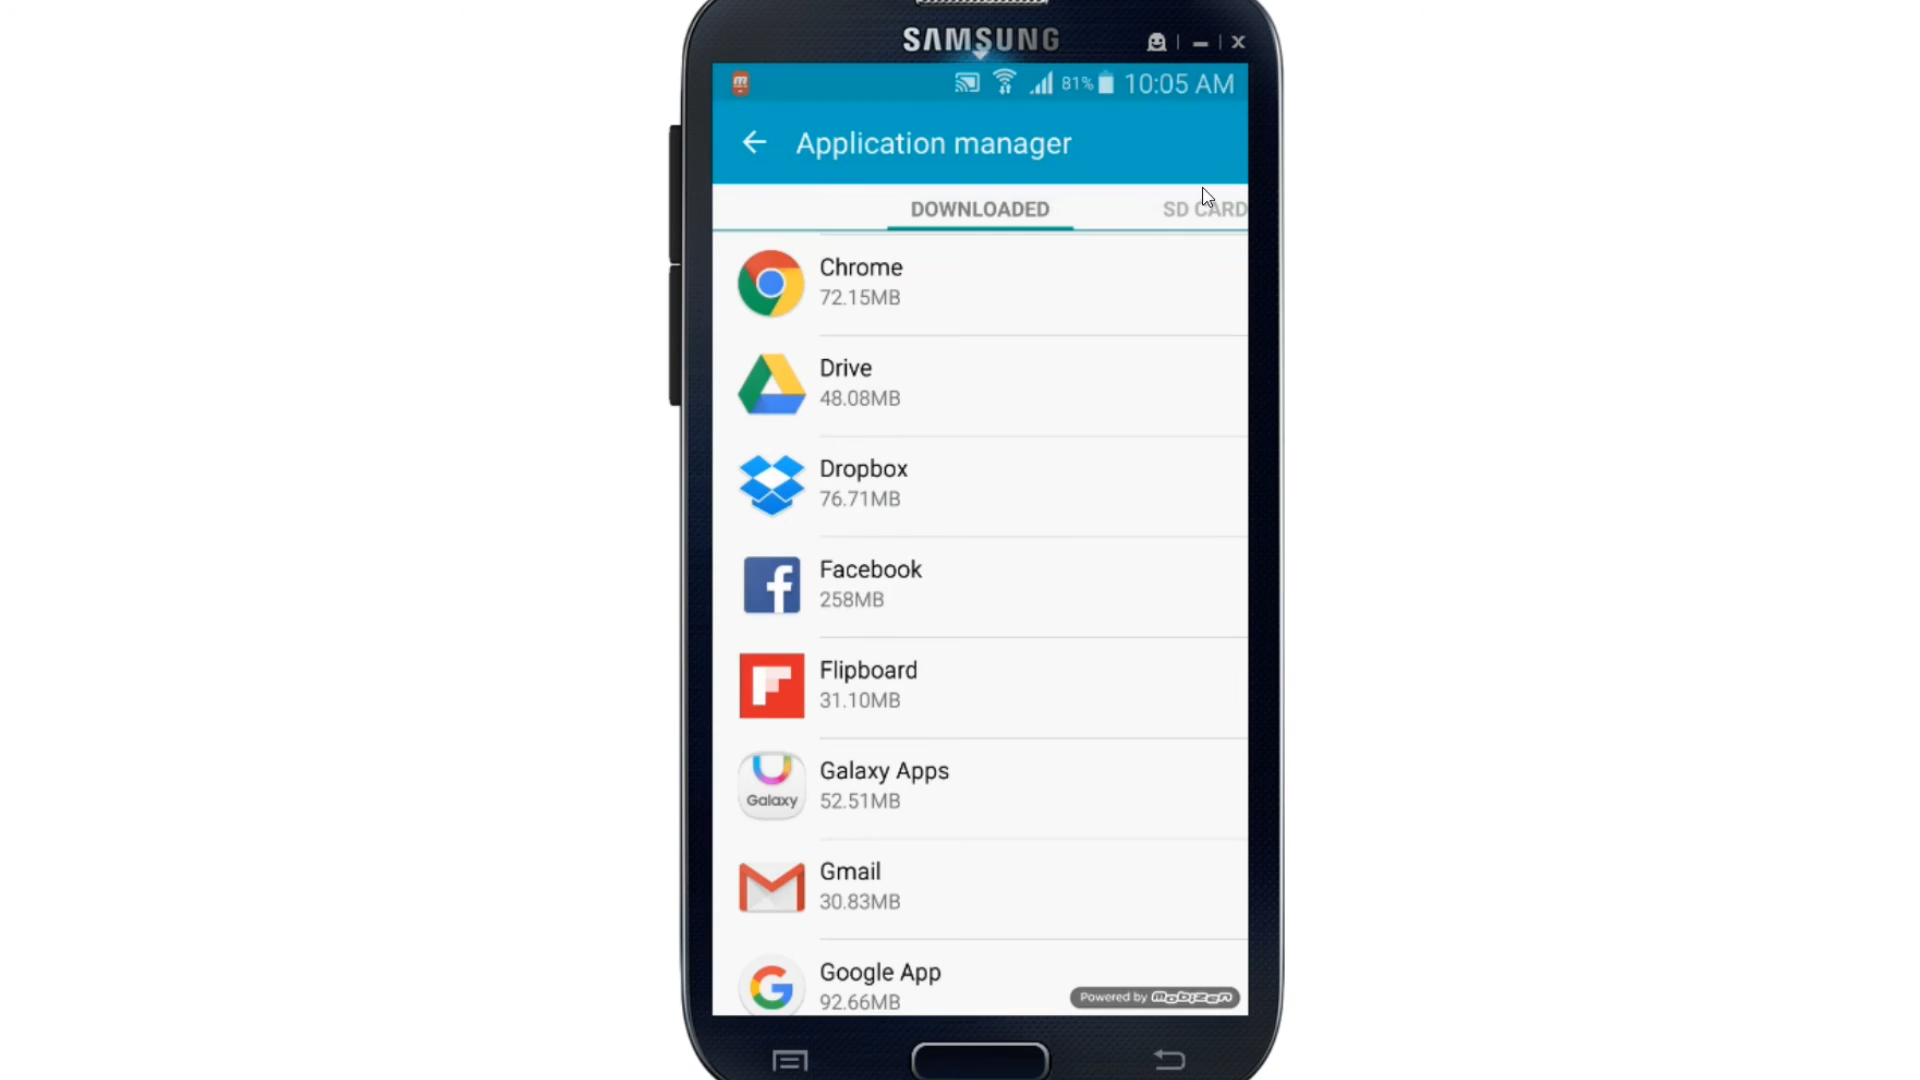 SAMSUNG
81% 10:05 AM
Application manager
DOWNLOADED SD CARD
Chrome
72.15MB
Drive
48.08MB
Dropbox
76.71MB
Facebook
258MB
Flipboard
31.10MB
Galaxy Apps
Galaxy
52.51MB
Gmail
30.83MB
Google App
92.66MB
Powered by mobizen